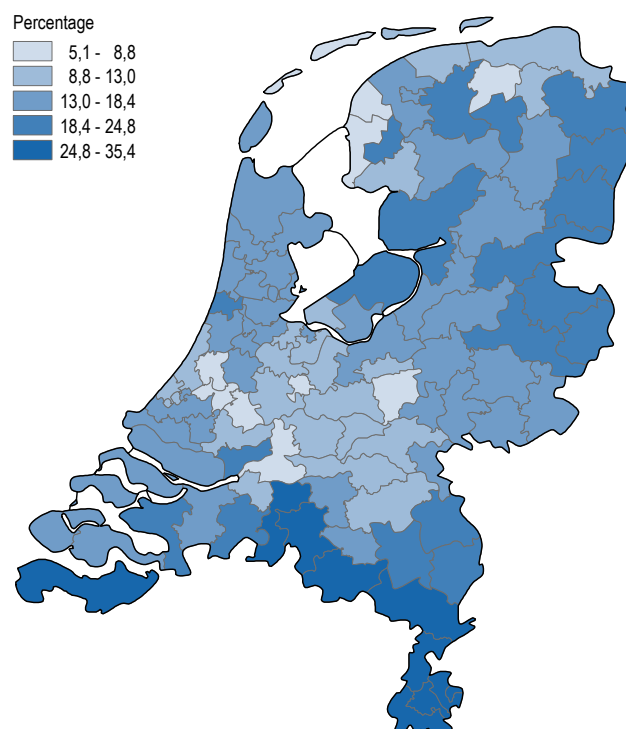 Percentage
5,1 - 8,8
8,8 - 13,0
13,0 - 18,4
18,4 - 24,8
24,8 - 35,4